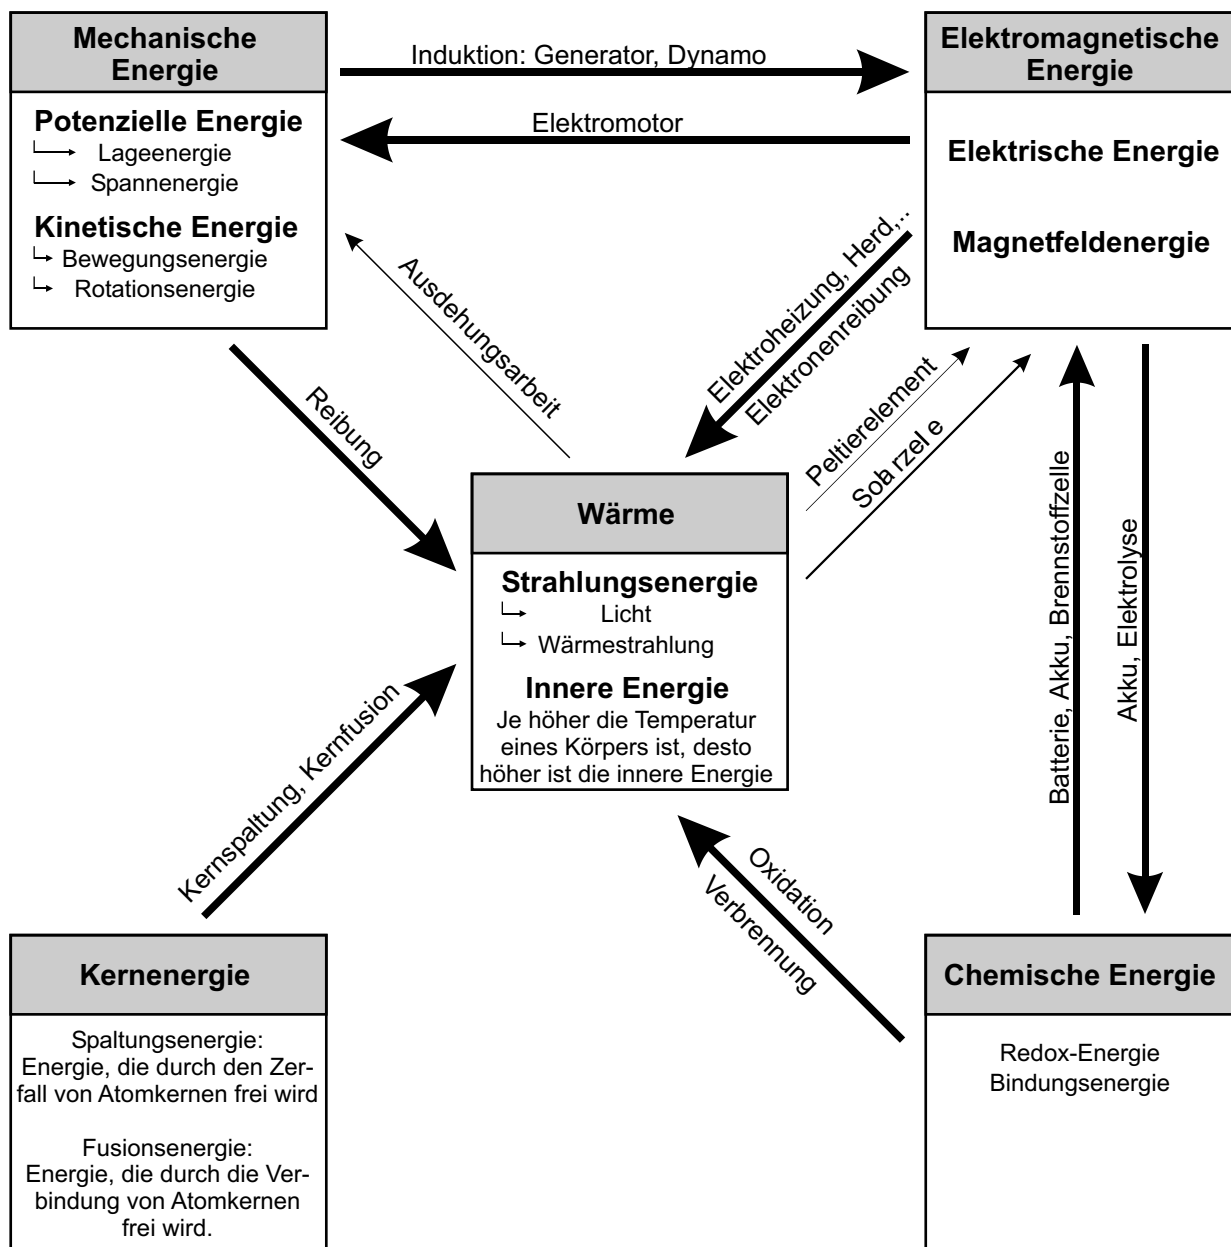 Mechanische
Energie
Potenzielle Energie
Lageenergie
Spannenergie
Kinetische Energie
Bewegungsenergie
Rotationsenergie
Induktion: Generator, Dynamo
Elektromotor
Elektromagnetische
Energie
Elektrische Energie
Magnetfeldenergie
Ausdehungsarbeit
Reibung
Elektroheizung, Herd,..
Elektronenreibung
Peltierelement
Solarzelle
Wärme
Strahlungsenergie
Licht
Wärmestrahlung
Innere Energie
Je höher die Temperatur
eines Körpers ist, desto
höher ist die innere Energie
Batterie, Akku, Brennstoffzelle
Akku, Elektrolyse
Kernspaltung, Kernfusion
Oxidation
Verbrennung
Kernenergie
Spaltungsenergie:
Energie, die durch den Zer-
fall von Atomkernen frei wird
Fusionsenergie:
Energie, die durch die Ver-
bindung von Atomkernen
frei wird.
Chemische Energie
Redox-Energie
Bindungsenergie